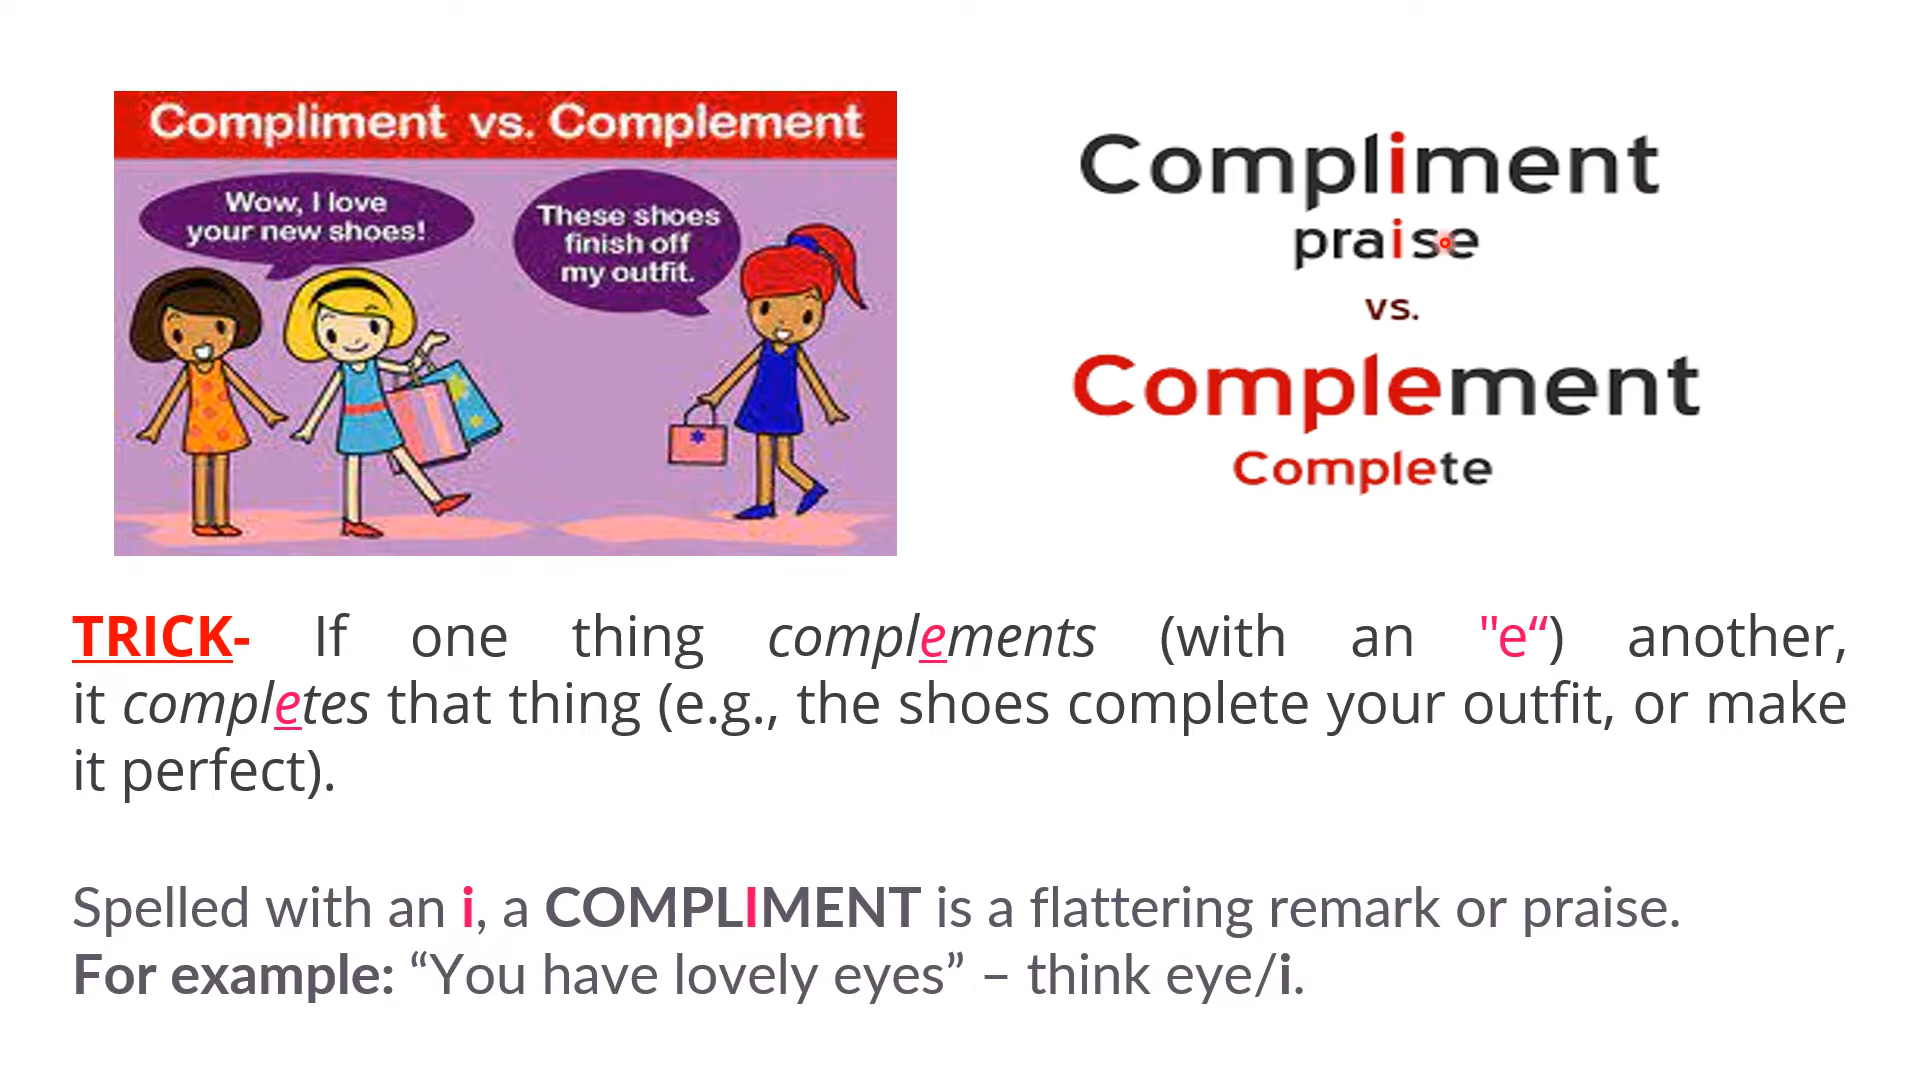 Compliment vs. Complement
Wow, I love
your new shoes!
These shoes
finish off
my outfit.
Compliment
praise
vs.
Complement
Complete
TRICK- If one thing complements (with an "e“) another,
it completes that thing (e.g., the shoes complete your outfit, or make
it perfect).
Spelled with an i, a COMPLIMENT is a flattering remark or praise.
For example: “You have lovely eyes” – think eye/i.